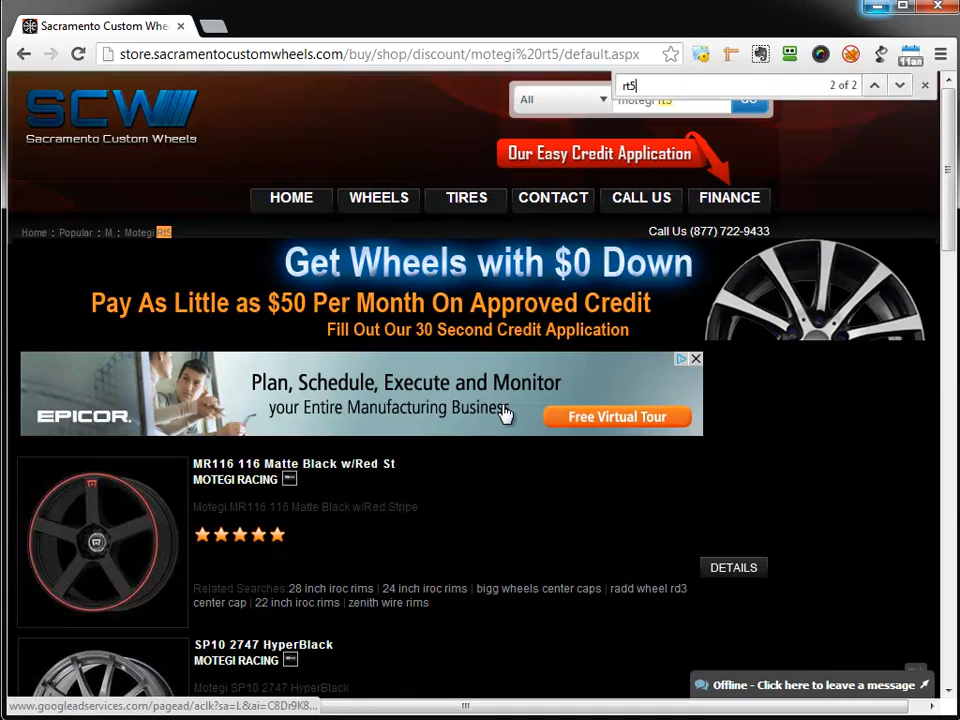 Sacramento Custom Whe
store.sacramentocustomwheels.com/buy/shop/discount/motegi%20rt5/default.aspx
11an
rt5
2 of 2
SCW
Sacramento Custom Wheels
All
motegi rt5
GO
Our Easy Credit Application
HOME
WHEELS
TIRES
CONTACT
CALL US
FINANCE
Home : Popular : M : Motegi Rt5
Call Us (877) 722-9433
Get Wheels with $0 Down
Pay As Little as $50 Per Month On Approved Credit
Fill Out Our 30 Second Credit Application
Plan, Schedule, Execute and Monitor
your Entire Manufacturing Business.
EPICOR.
Free Virtual Tour
MR116 116 Matte Black w/Red St
MOTEGI RACING
Motegi MR116 116 Matte Black w/Red Stripe
DETAILS
Related Searches: 28 inch iroc rims | 24 inch iroc rims | bigg wheels center caps | radd wheel rd3
center cap | 22 inch iroc rims | zenith wire rims
SP10 2747 HyperBlack
MOTEGI RACING
Motegi SP10 2747 HyperBlack
Offline - Click here to leave a message
www.googleadservices.com/pagead/aclk?sa=L&ai=C8Dr9K8...